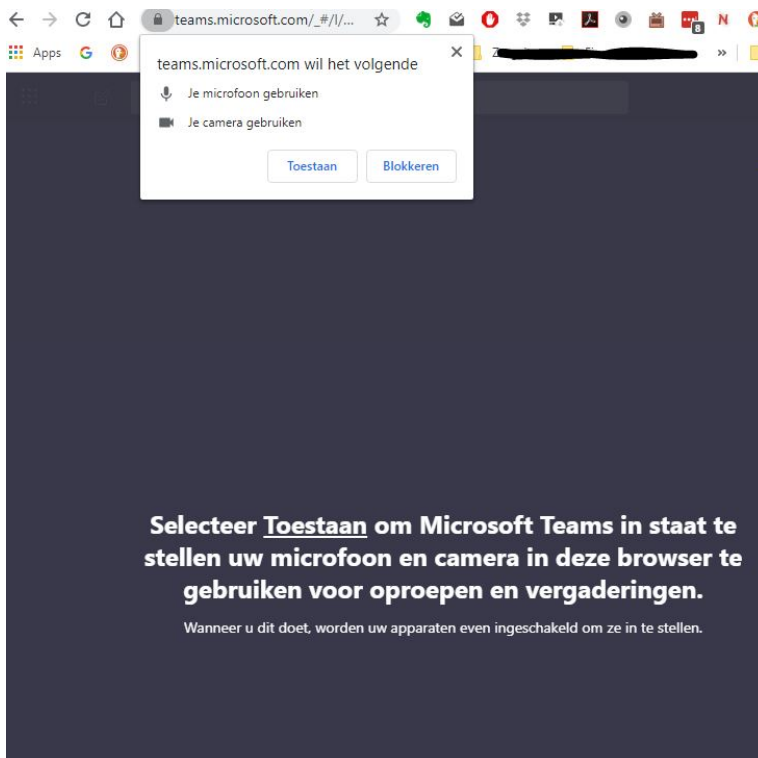 teams.microsoft.com/_#/l/...
8
N
Apps
G
»
teams.microsoft.com wil het volgende
Je microfoon gebruiken
Je camera gebruiken
Toestaan
Blokkeren
Selecteer Toestaan om Microsoft Teams in staat te
stellen uw microfoon en camera in deze browser te
gebruiken voor oproepen en vergaderingen.
Wanneer u dit doet, worden uw apparaten even ingeschakeld om ze in te stellen.